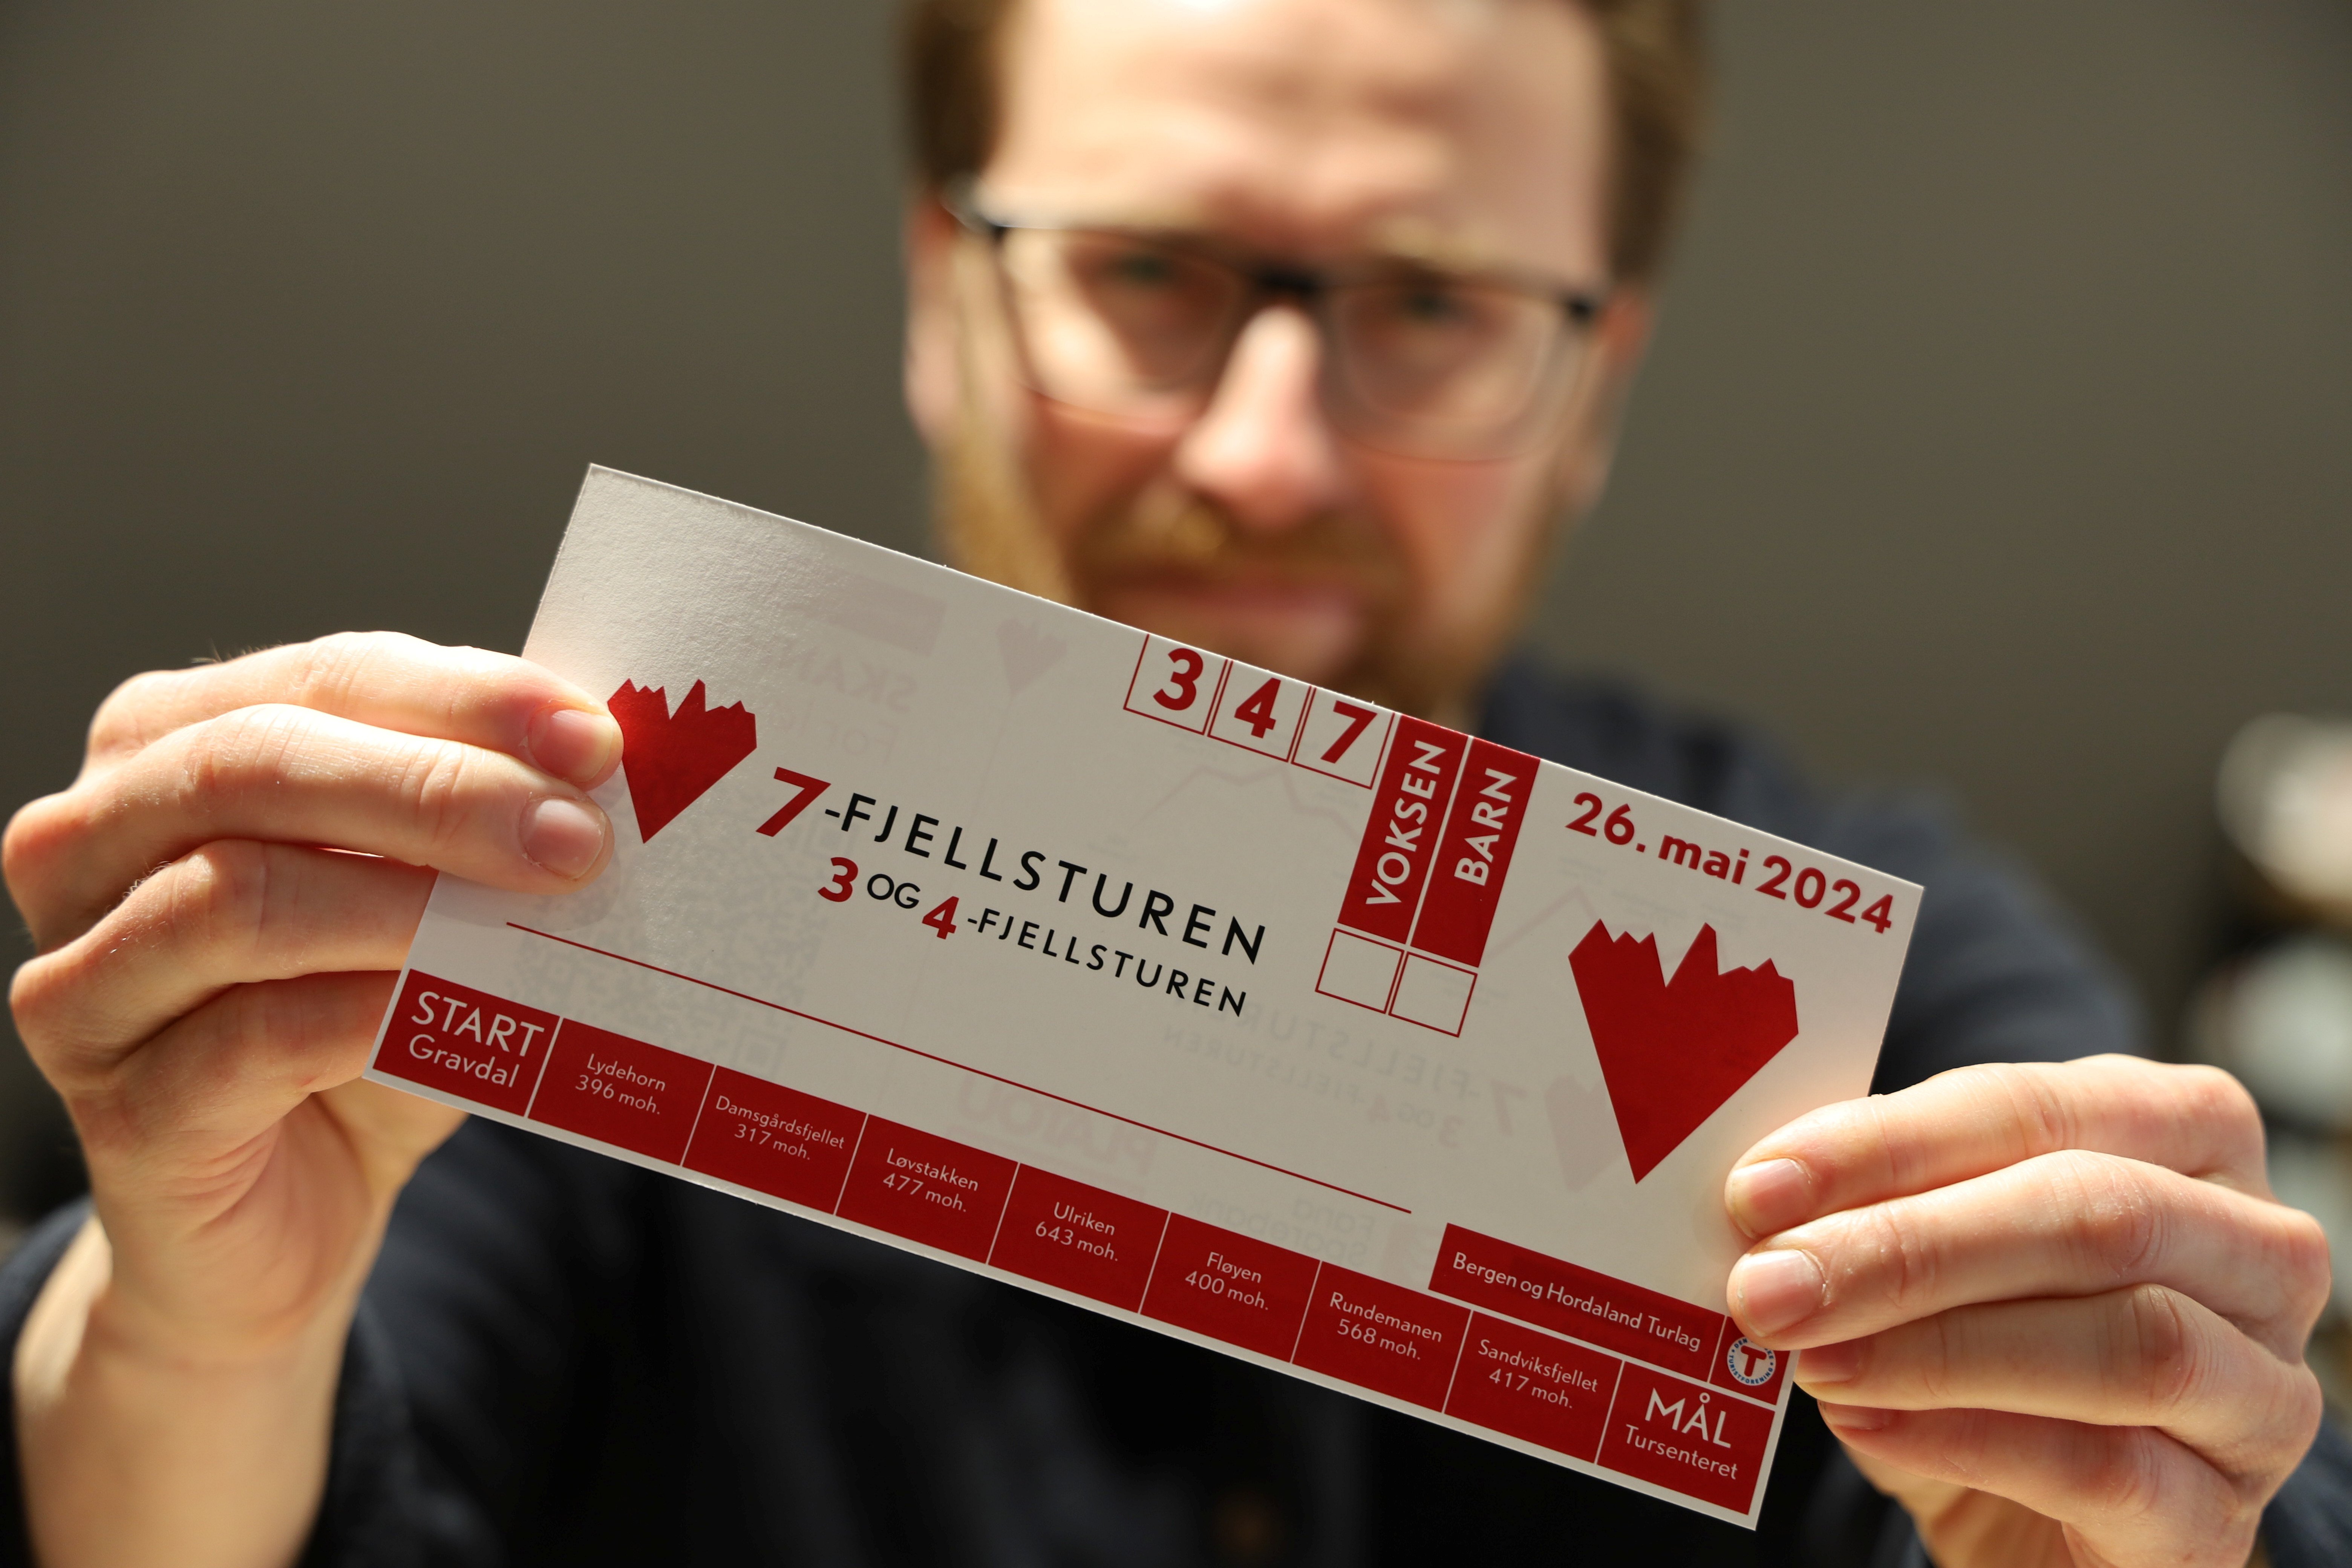 3 4 7
VOKSEN
BARN
26. mai 2024
7-FJELLSTUREN
3 OG 4-FJELLSTUREN
START
Gravdal
Lydehorn
396 moh.
Damsgårdsfjellet
317 moh.
Løvstakken
477 moh.
Ulriken
643 moh.
Fløyen
400 moh.
Rundemanen
568 moh.
Sandviksfjellet
417 moh.
Bergen og Hordaland Turlag
T
MÅL
Tursenteret